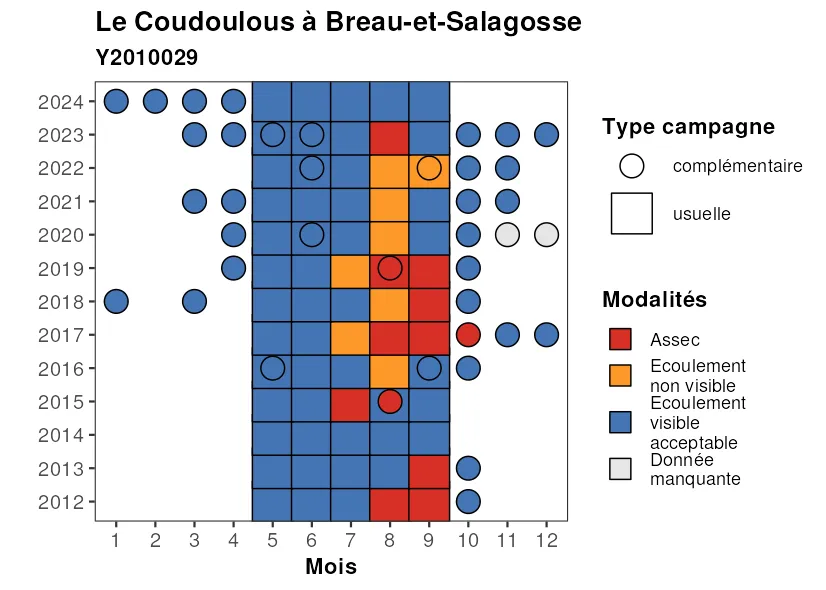 Le Coudoulous à Breau-et-Salagosse
Y2010029
2024
2023
2022
2021
2020
2019
2018
2017
2016
2015
2014
2013
2012
1 2 3 4 5 6 7 8 9 10 11 12
Mois
Type campagne
complémentaire
usuelle
Modalités
Assec
Ecoulement
non visible
Ecoulement
visible
acceptable
Donnée
manquante